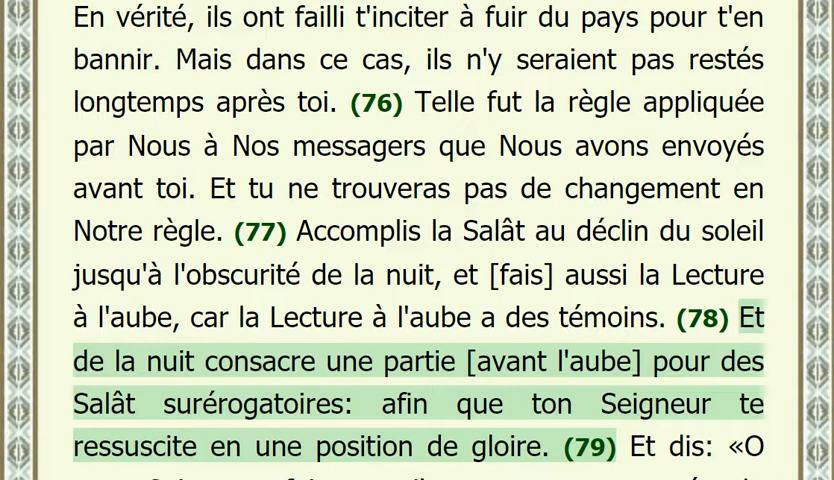 En vérité, ils ont failli t'inciter à fuir du pays pour t'en
bannir. Mais dans ce cas, ils n'y seraient pas restés
longtemps après toi. (76) Telle fut la règle appliquée
par Nous à Nos messagers que Nous avons envoyés
avant toi. Et tu ne trouveras pas de changement en
Notre règle. (77) Accomplis la Salât au déclin du soleil
jusqu'à l'obscurité de la nuit, et [fais] aussi la Lecture
à l'aube, car la Lecture à l'aube a des témoins. (78) Et
de la nuit consacre une partie [avant l'aube] pour des
Salât surérogatoires: afin que ton Seigneur te
ressuscite en une position de gloire. (79) Et dis: «O